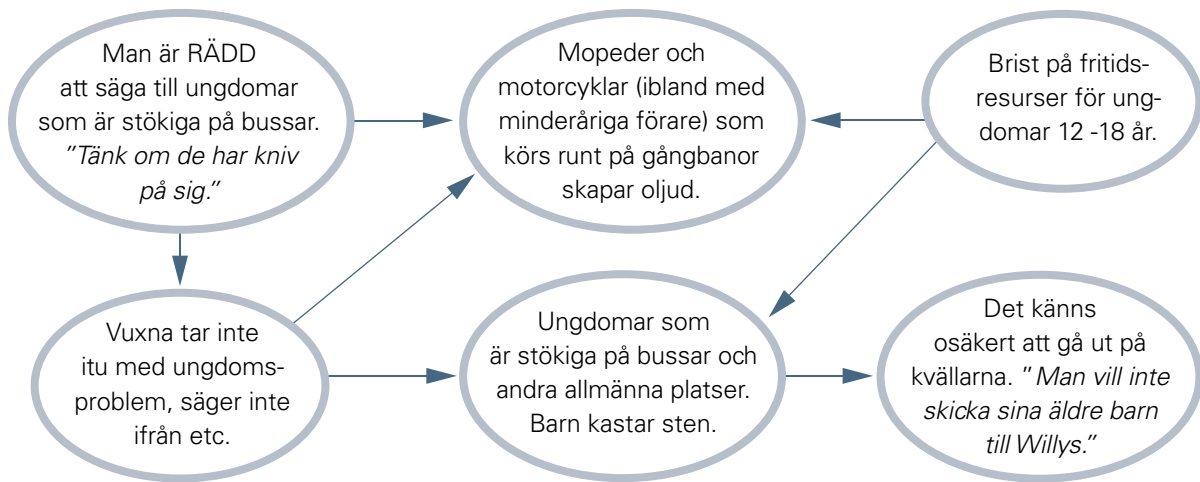 Man är RÄDD
att säga till ungdomar
som är stökiga på bussar.
”Tänk om de har kniv
på sig.”
Mopeder och
motorcyklar (ibland med
minderåriga förare) som
körs runt på gångbanor
skapar oljud.
Brist på fritids-
resurser för ung-
domar 12 -18 år.
Vuxna tar inte
itu med ungdoms-
problem, säger inte
ifrån etc.
Ungdomar som
är stökiga på bussar och
andra allmänna platser.
Barn kastar sten.
Det känns
osäkert att gå ut på
kvällarna. ”Man vill inte
skicka sina äldre barn
till Willys.”